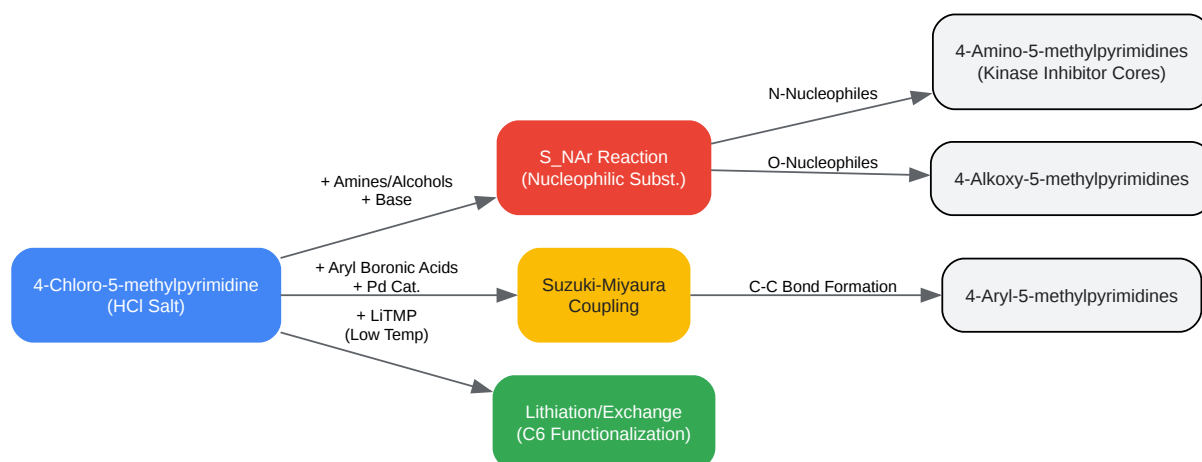 4-Chloro-5-methylpyrimidine
(HCl Salt)
+ Amines/Alcohols
+ Base
S_NAr Reaction
(Nucleophilic Subst.)
N-Nucleophiles
4-Amino-5-methylpyrimidines
(Kinase Inhibitor Cores)
O-Nucleophiles
4-Alkoxy-5-methylpyrimidines
+ Aryl Boronic Acids
+ Pd Cat.
Suzuki-Miyaura
Coupling
C-C Bond Formation
4-Aryl-5-methylpyrimidines
+ LiTMP
(Low Temp)
Lithiation/Exchange
(C6 Functionalization)